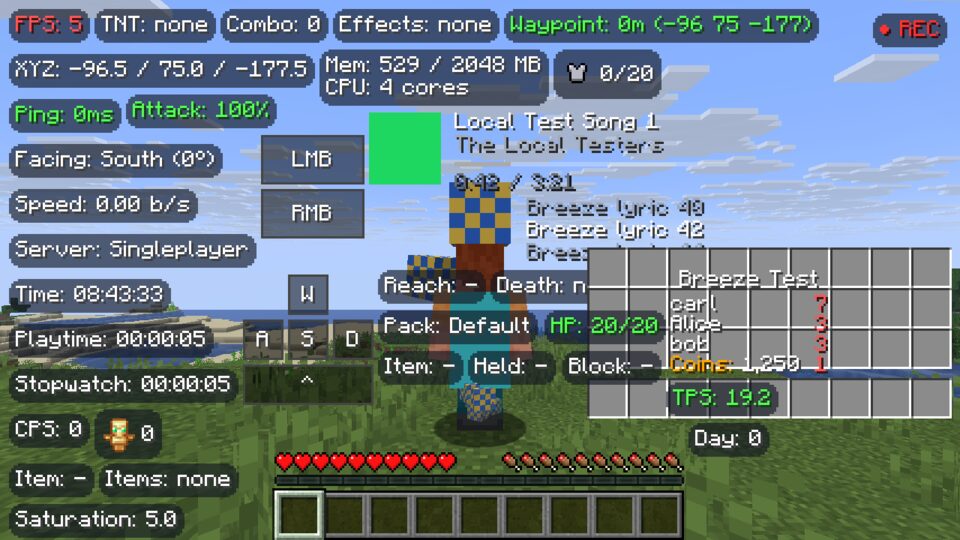 FPS: 5
TNT: none
Combo: 0
Effects: none
Waypoint: 0m (-96 75 -177)
REC
XYZ: -96.5 / 75.0 / -177.5
Mem: 529 / 2048 MB
CPU: 4 cores
0/20
Ping: 0ms
Attack: 100%
Local Test Song 1
The Local Testers
0:42 / 3:21
Facing: South (0°)
LMB
RMB
Speed: 0.00 b/s
Breeze lyric 42
Server: Singleplayer
Breeze Test
Reach: -
Death: n
Time: 08:43:33
W
carl 7
Alice 3
bob 3
Coins: 1,250 1
Pack: Default
HP: 20/20
Playtime: 00:00:05
A
S
D
Item: -
Held: -
Block: -
Stopwatch: 00:00:05
^
TPS: 19.2
CPS: 0
0
Day: 0
Item: -
Items: none
Saturation: 5.0